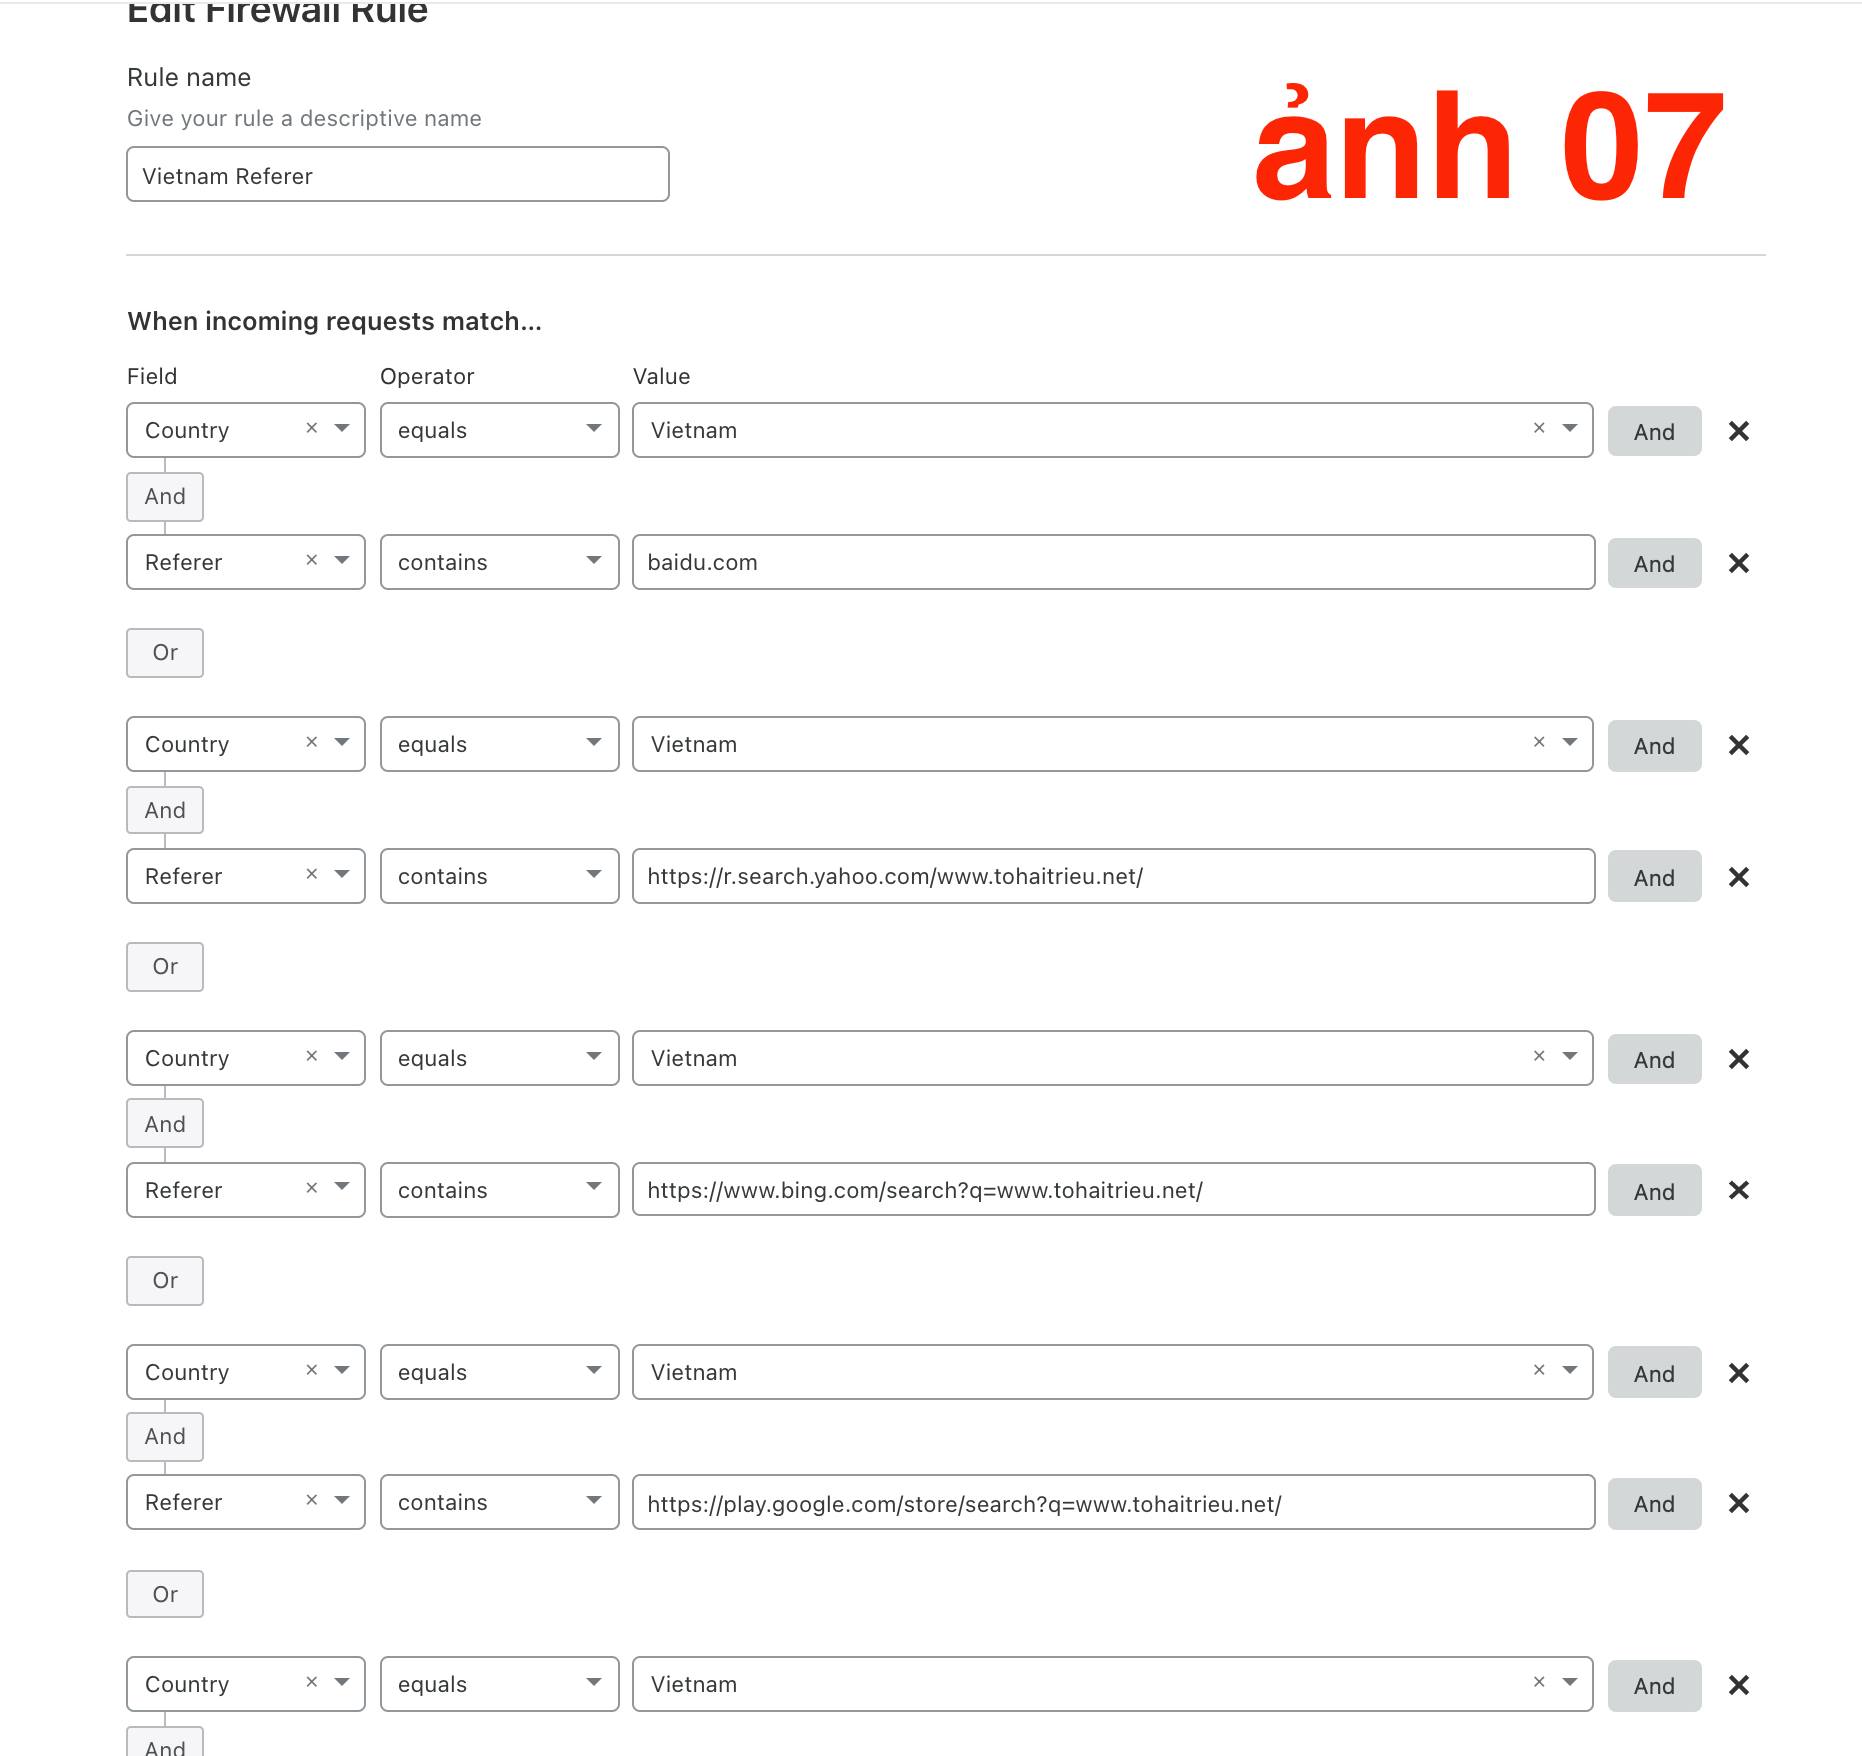 Edit Firewall Rule
Rule name
Give your rule a descriptive name
Vietnam Referer
ảnh 07
When incoming requests match...
Field Operator Value
Country × equals Vietnam × And ✕
And
Referer × contains baidu.com And ✕
Or
Country × equals Vietnam × And ✕
And
Referer × contains https://r.search.yahoo.com/www.tohaitrieu.net/ And ✕
Or
Country × equals Vietnam × And ✕
And
Referer × contains https://www.bing.com/search?q=www.tohaitrieu.net/ And ✕
Or
Country × equals Vietnam × And ✕
And
Referer × contains https://play.google.com/store/search?q=www.tohaitrieu.net/ And ✕
Or
Country × equals Vietnam × And ✕
And